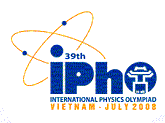 39th
ipho
INTERNATIONAL PHYSICS OLYMPIAD
VIETNAM - JULY 2008